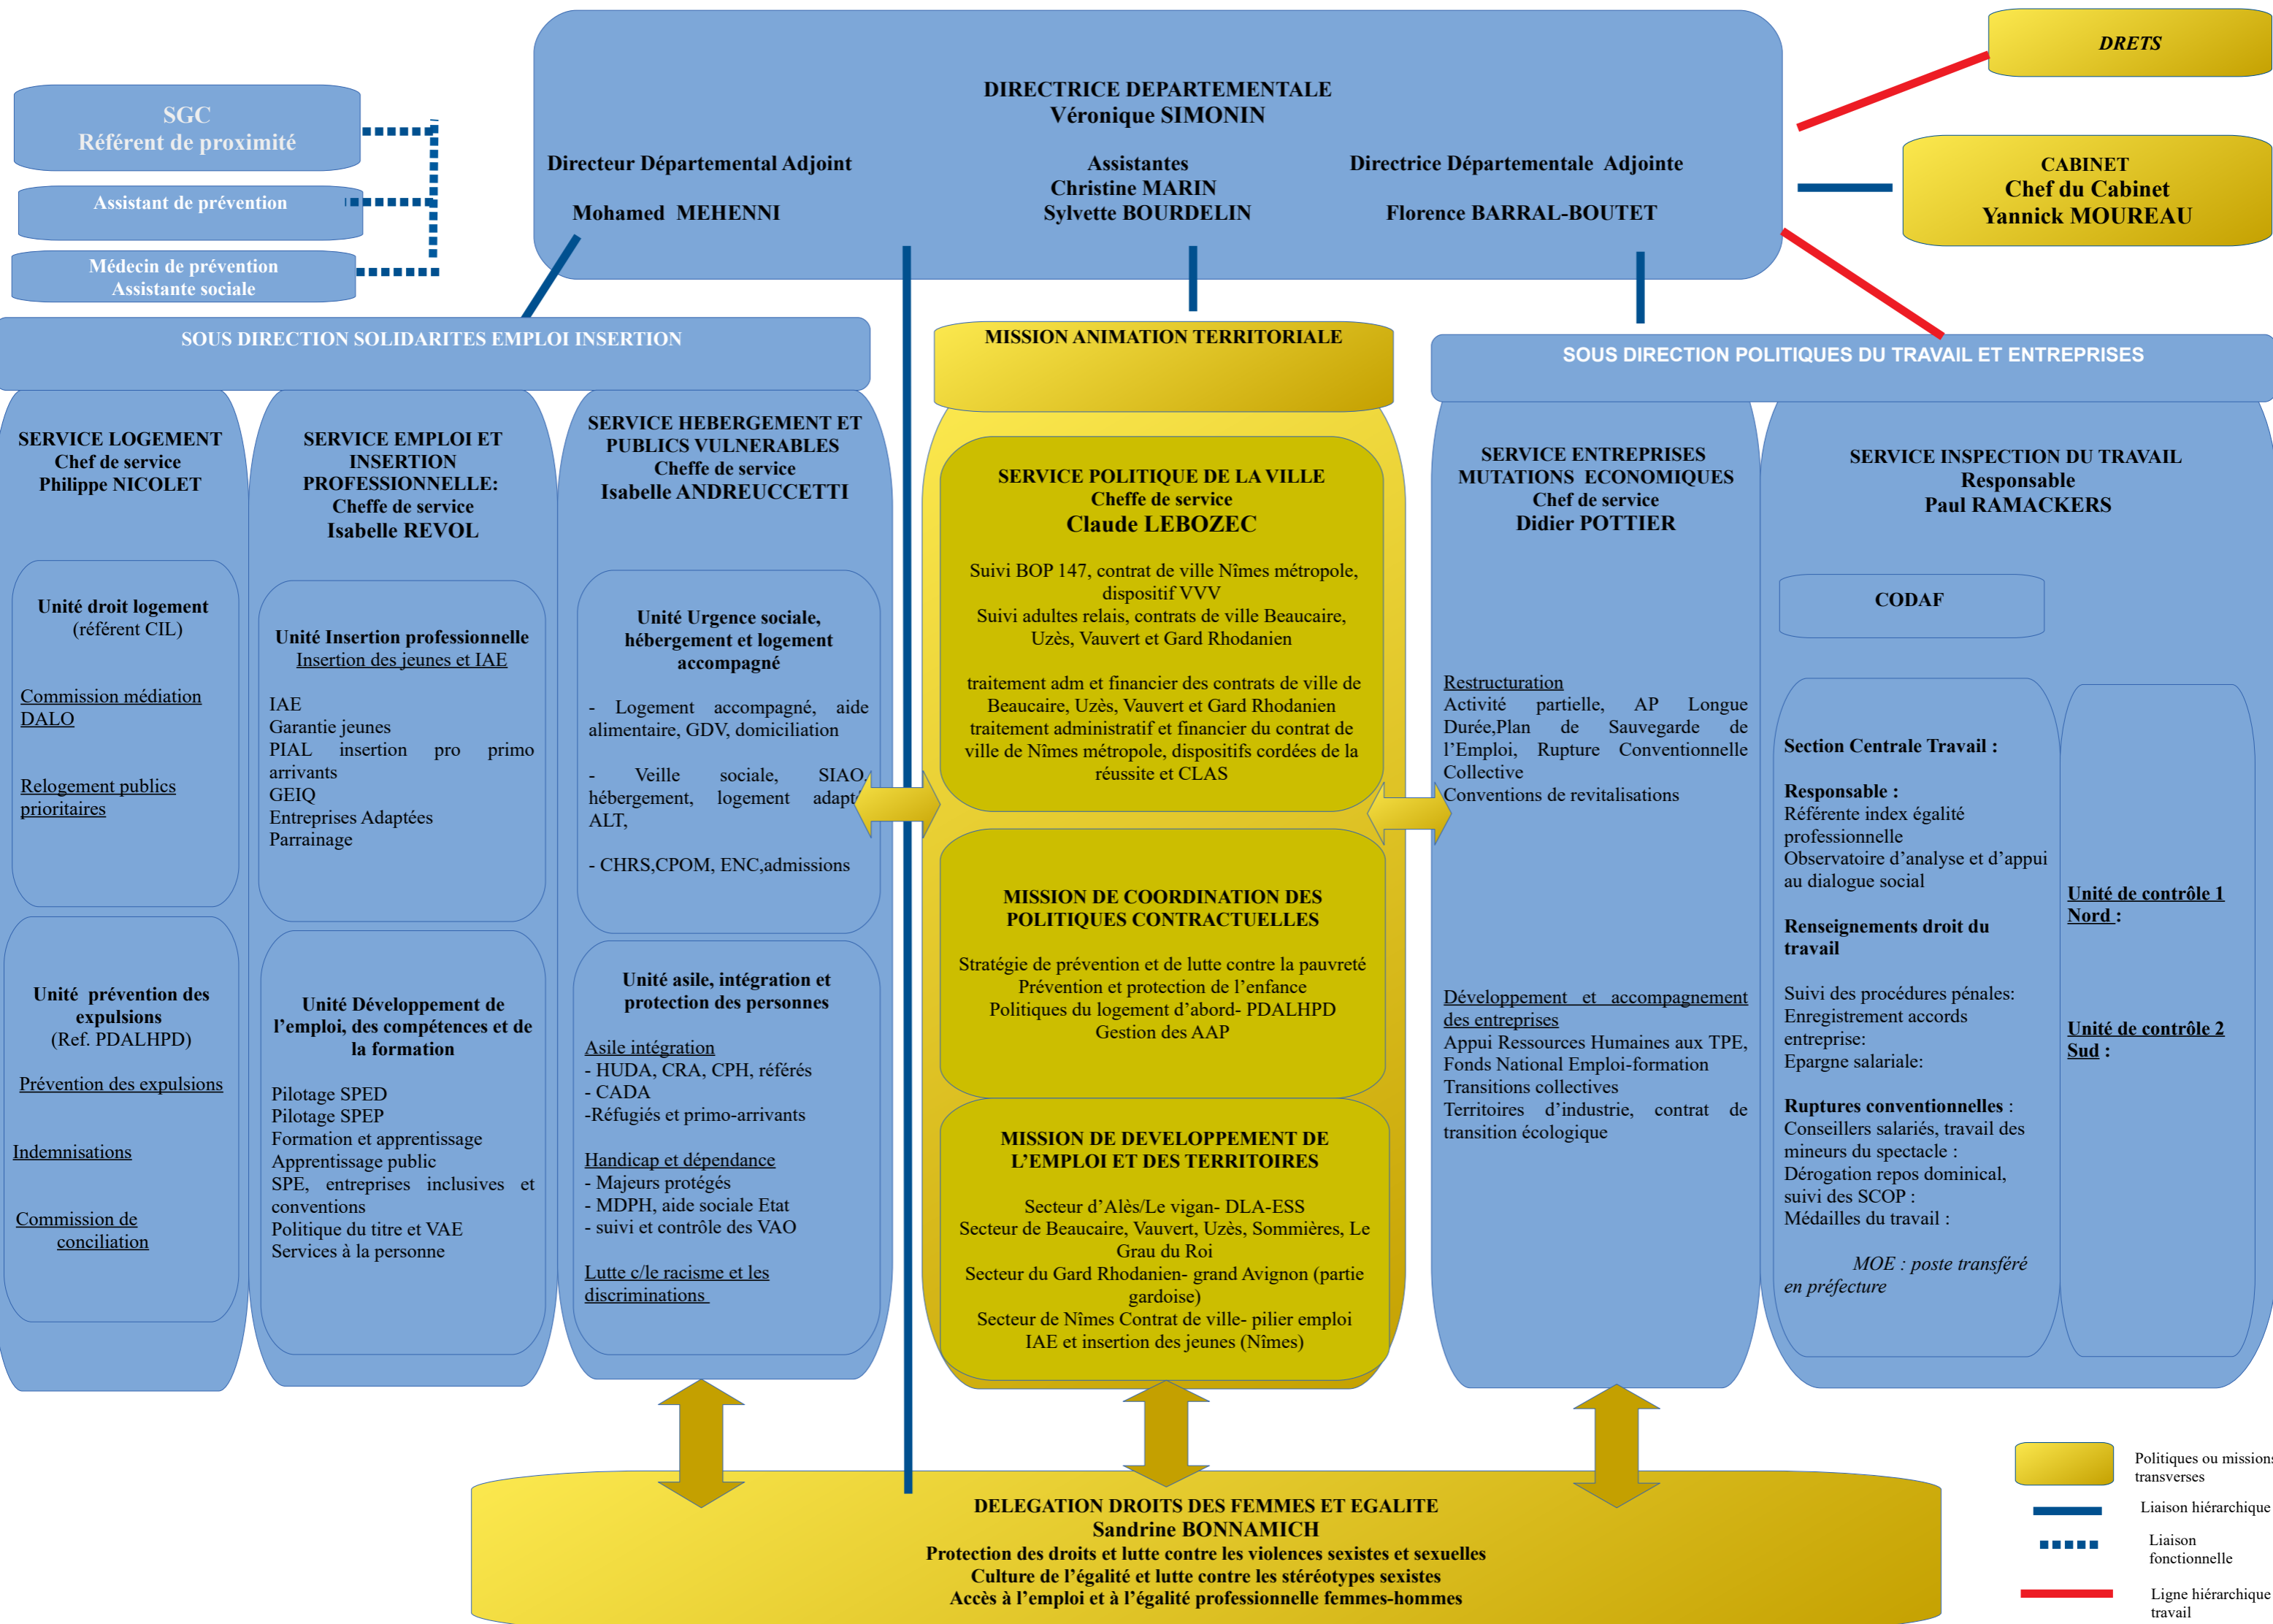 DRETS
SGC
Référent de proximité
Assistant de prévention
Médecin de prévention
Assistante sociale
DIRECTRICE DEPARTEMENTALE
Véronique SIMONIN
Directeur Départemental Adjoint
Mohamed MEHENNI
Assistantes
Christine MARIN
Sylvette BOURDELIN
Directrice Départementale Adjointe
Florence BARRAL-BOUTET
CABINET
Chef du Cabinet
Yannick MOUREAU
SOUS DIRECTION SOLIDARITES EMPLOI INSERTION
MISSION ANIMATION TERRITORIALE
SOUS DIRECTION POLITIQUES DU TRAVAIL ET ENTREPRISES
SERVICE LOGEMENT
Chef de service
Philippe NICOLET
Unité droit logement
(référent CIL)
Commission médiation
DALO
Relogement publics
prioritaires
Unité prévention des
expulsions
(Ref. PDALHPD)
Prévention des expulsions
Indemnisations
Commission de
conciliation
SERVICE EMPLOI ET
INSERTION
PROFESSIONNELLE:
Cheffe de service
Isabelle REVOL
Unité Insertion professionnelle
Insertion des jeunes et IAE
IAE
Garantie jeunes
PIAL insertion pro primo
arrivants
GEIQ
Entreprises Adaptées
Parrainage
Unité Développement de
l'emploi, des compétences et de
la formation
Pilotage SPED
Pilotage SPEP
Formation et apprentissage
Apprentissage public
SPE, entreprises inclusives et
conventions
Politique du titre et VAE
Services à la personne
SERVICE HEBERGEMENT ET
PUBLICS VULNERABLES
Cheffe de service
Isabelle ANDREUCCETTI
Unité Urgence sociale,
hébergement et logement
accompagné
- Logement accompagné, aide
alimentaire, GDV, domiciliation
- Veille sociale, SIAO,
hébergement, logement adapté
ALT,
- CHRS,CPOM, ENC,admissions
Unité asile, intégration et
protection des personnes
Asile intégration
- HUDA, CRA, CPH, référés
- CADA
-Réfugiés et primo-arrivants
Handicap et dépendance
- Majeurs protégés
- MDPH, aide sociale Etat
- suivi et contrôle des VAO
Lutte c/le racisme et les
discriminations
SERVICE POLITIQUE DE LA VILLE
Cheffe de service
Claude LEBOZEC
Suivi BOP 147, contrat de ville Nîmes métropole,
dispositif VVV
Suivi adultes relais, contrats de ville Beaucaire,
Uzès, Vauvert et Gard Rhodanien
traitement adm et financier des contrats de ville de
Beaucaire, Uzès, Vauvert et Gard Rhodanien
traitement administratif et financier du contrat de
ville de Nîmes métropole, dispositifs cordées de la
réussite et CLAS
MISSION DE COORDINATION DES
POLITIQUES CONTRACTUELLES
Stratégie de prévention et de lutte contre la pauvreté
Prévention et protection de l'enfance
Politiques du logement d'abord- PDALHPD
Gestion des AAP
MISSION DE DEVELOPPEMENT DE
L'EMPLOI ET DES TERRITOIRES
Secteur d'Alès/Le vigan- DLA-ESS
Secteur de Beaucaire, Vauvert, Uzès, Sommières, Le
Grau du Roi
Secteur du Gard Rhodanien- grand Avignon (partie
gardoise)
Secteur de Nîmes Contrat de ville- pilier emploi
IAE et insertion des jeunes (Nîmes)
SERVICE ENTREPRISES
MUTATIONS ECONOMIQUES
Chef de service
Didier POTTIER
Restructuration
Activité partielle, AP Longue
Durée,Plan de Sauvegarde de
l'Emploi, Rupture Conventionnelle
Collective
Conventions de revitalisations
Développement et accompagnement
des entreprises
Appui Ressources Humaines aux TPE,
Fonds National Emploi-formation
Transitions collectives
Territoires d'industrie, contrat de
transition écologique
SERVICE INSPECTION DU TRAVAIL
Responsable
Paul RAMACKERS
CODAF
Section Centrale Travail :
Responsable :
Référente index égalité
professionnelle
Observatoire d'analyse et d'appui
au dialogue social
Renseignements droit du
travail
Suivi des procédures pénales:
Enregistrement accords
entreprise:
Epargne salariale:
Ruptures conventionnelles :
Conseillers salariés, travail des
mineurs du spectacle :
Dérogation repos dominical,
suivi des SCOP :
Médailles du travail :
MOE : poste transféré
en préfecture
Unité de contrôle 1
Nord :
Unité de contrôle 2
Sud :
DELEGATION DROITS DES FEMMES ET EGALITE
Sandrine BONNAMICH
Protection des droits et lutte contre les violences sexistes et sexuelles
Culture de l'égalité et lutte contre les stéréotypes sexistes
Accès à l'emploi et à l'égalité professionnelle femmes-hommes
Politiques ou missions
transverses
Liaison hiérarchique
Liaison
fonctionnelle
Ligne hiérarchique
travail